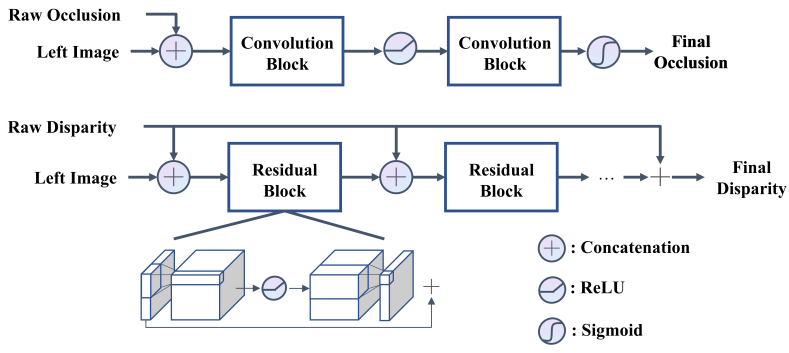 Raw Occlusion
Left Image
Convolution
Block
Convolution
Block
Final
Occlusion
Raw Disparity
Left Image
Residual
Block
Residual
Block
...
Final
Disparity
: Concatenation
: ReLU
: Sigmoid